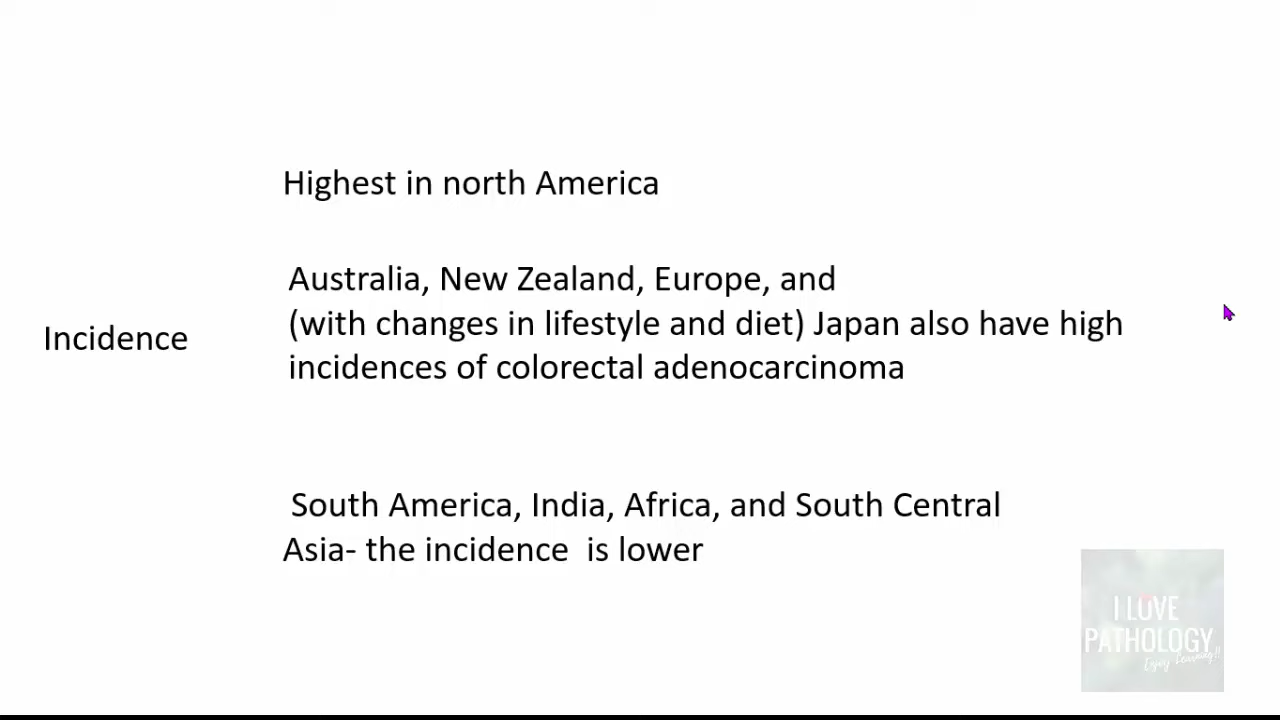 Highest in north America
Australia, New Zealand, Europe, and
(with changes in lifestyle and diet) Japan also have high
Incidence
incidences of colorectal adenocarcinoma
South America, India, Africa, and South Central
Asia- the incidence is lower
I LOVE
PATHOLOGY
Enjoy Learning!!